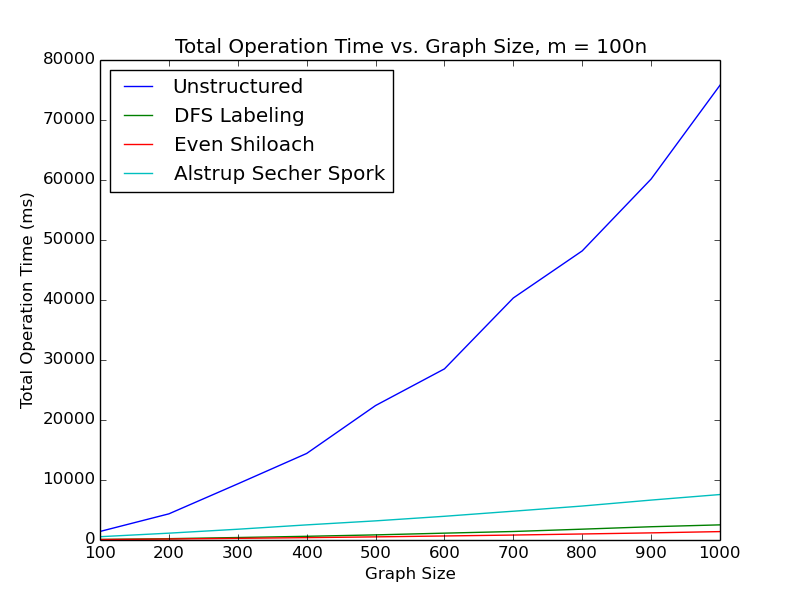 Total Operation Time vs. Graph Size, m = 100n
80000
70000
60000
50000
40000
30000
20000
10000
0
Total Operation Time (ms)
Unstructured
DFS Labeling
Even Shiloach
Alstrup Secher Spork
100 200 300 400 500 600 700 800 900 1000
Graph Size